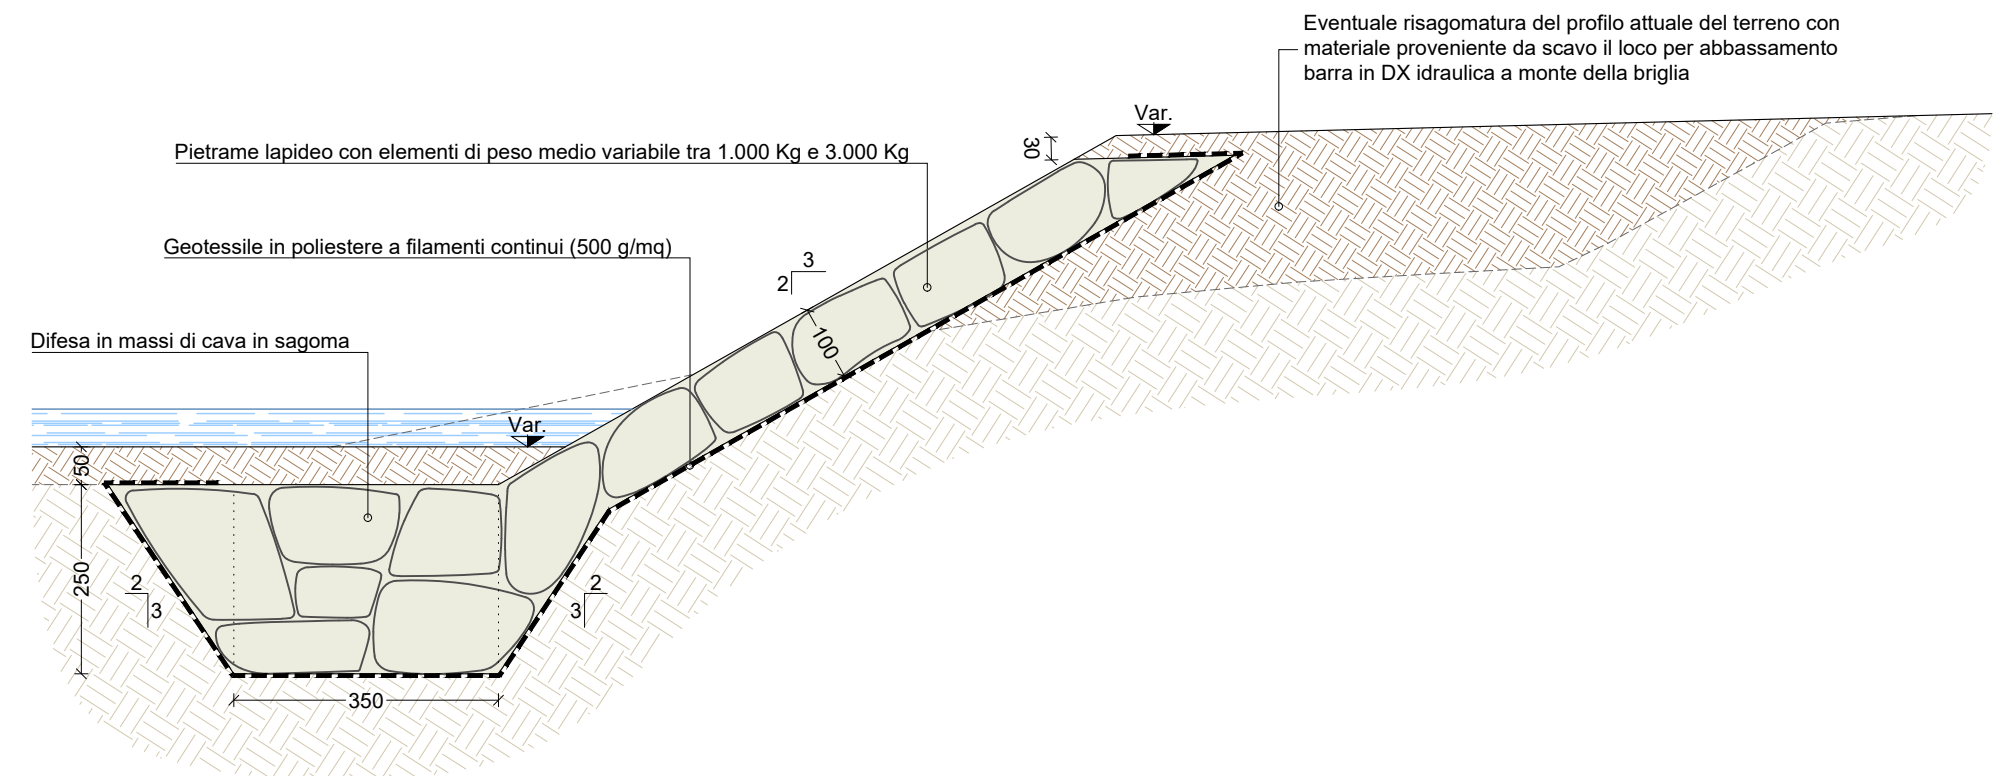 Eventuale risagomatura del profilo attuale del terreno con
materiale proveniente da scavo il loco per abbassamento
barra in DX idraulica a monte della briglia
Var.
30
Pietrame lapideo con elementi di peso medio variabile tra 1.000 Kg e 3.000 Kg
Geotessile in poliestere a filamenti continui (500 g/mq)
3
2
100
Difesa in massi di cava in sagoma
Var.
50
250
2
3
2
3
350